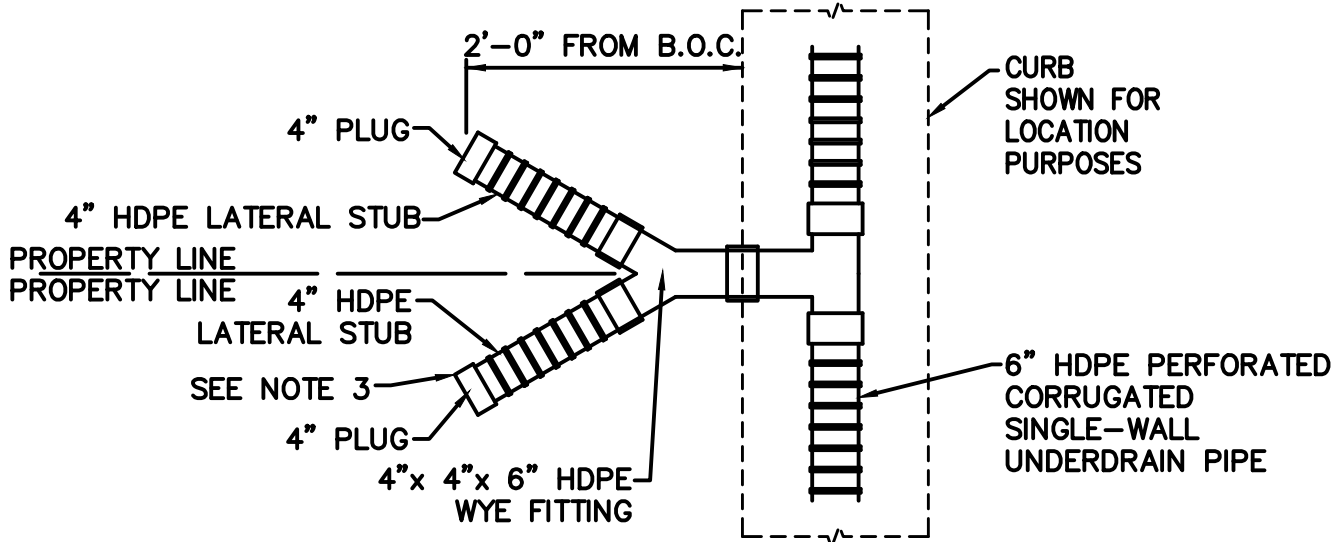 2'-0" FROM B.O.C.
CURB
SHOWN FOR
LOCATION
PURPOSES
4" PLUG
4" HDPE LATERAL STUB
PROPERTY LINE
PROPERTY LINE
4" HDPE
LATERAL STUB
SEE NOTE 3
4" PLUG
4"x 4"x 6" HDPE
WYE FITTING
6" HDPE PERFORATED
CORRUGATED
SINGLE-WALL
UNDERDRAIN PIPE